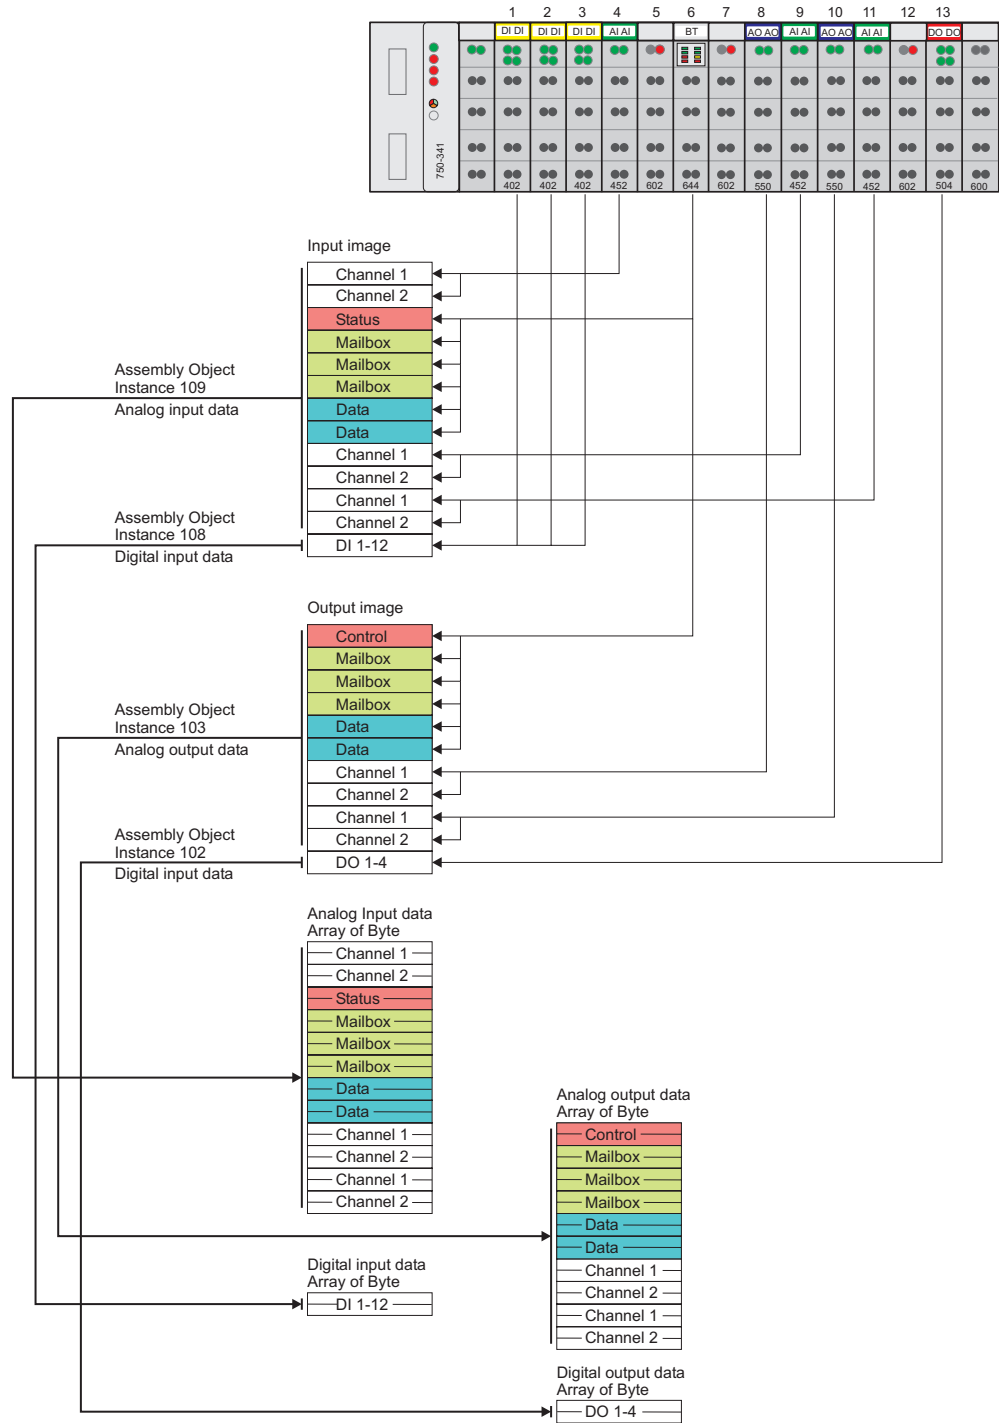 1 2 3 4 5 6 7 8 9 10 11 12 13
DI DI DI DI DI DI AI AI BT AO AO AI AI AO AO AI AI DO DO
750-341
402 402 402 452 602 644 602 550 452 550 452 602 504 600
Input image
Channel 1
Channel 2
Status
Mailbox
Mailbox
Mailbox
Data
Data
Channel 1
Channel 2
Channel 1
Channel 2
DI 1-12
Assembly Object
Instance 109
Analog input data
Assembly Object
Instance 108
Digital input data
Output image
Control
Mailbox
Mailbox
Mailbox
Data
Data
Channel 1
Channel 2
Channel 1
Channel 2
DO 1-4
Assembly Object
Instance 103
Analog output data
Assembly Object
Instance 102
Digital input data
Analog Input data
Array of Byte
Channel 1
Channel 2
Status
Mailbox
Mailbox
Mailbox
Data
Data
Channel 1
Channel 2
Channel 1
Channel 2
Analog output data
Array of Byte
Control
Mailbox
Mailbox
Mailbox
Data
Data
Channel 1
Channel 2
Channel 1
Channel 2
Digital input data
Array of Byte
DI 1-12
Digital output data
Array of Byte
DO 1-4